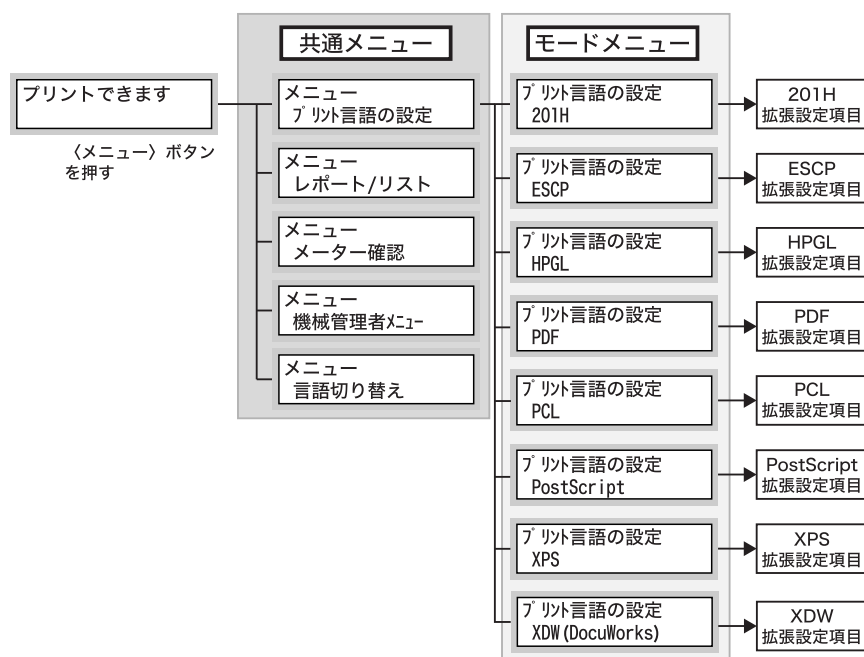 共通メニュー
モードメニュー
プリントできます
〈メニュー〉ボタン
を押す
メニュー
プリント言語の設定
メニュー
レポート/リスト
メニュー
メーター確認
メニュー
機械管理者メニュー
メニュー
言語切り替え
プリント言語の設定
201H
プリント言語の設定
ESCP
プリント言語の設定
HPGL
プリント言語の設定
PDF
プリント言語の設定
PCL
プリント言語の設定
PostScript
プリント言語の設定
XPS
プリント言語の設定
XDW(DocuWorks)
201H
拡張設定項目
ESCP
拡張設定項目
HPGL
拡張設定項目
PDF
拡張設定項目
PCL
拡張設定項目
PostScript
拡張設定項目
XPS
拡張設定項目
XDW
拡張設定項目